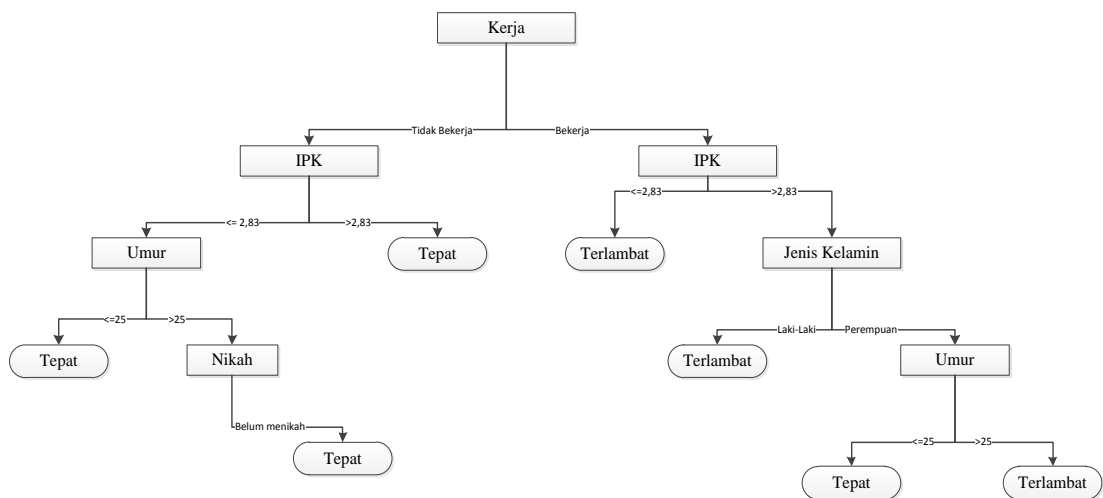 Kerja
Tidak Bekerja
Bekerja
IPK
IPK
<= 2,83
>2,83
<=2,83
>2,83
Umur
Tepat
Terlambat
Jenis Kelamin
<=25
>25
Laki-Laki
Perempuan
Tepat
Nikah
Terlambat
Umur
Belum menikah
Tepat
<=25
>25
Tepat
Terlambat